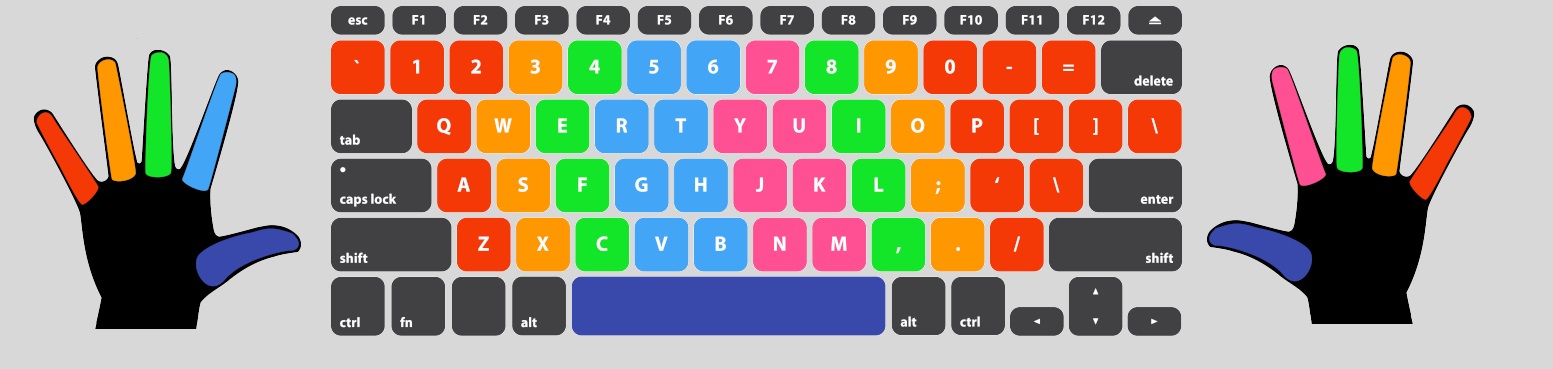 esc F1 F2 F3 F4 F5 F6 F7 F8 F9 F10 F11 F12 ⏏
` 1 2 3 4 5 6 7 8 9 0 - = delete
tab Q W E R T Y U I O P [ ] \
caps lock A S F G H J K L ; ‘ \ enter
shift Z X C V B N M , . / shift
ctrl fn alt alt ctrl ◄ ▲ ▼ ►